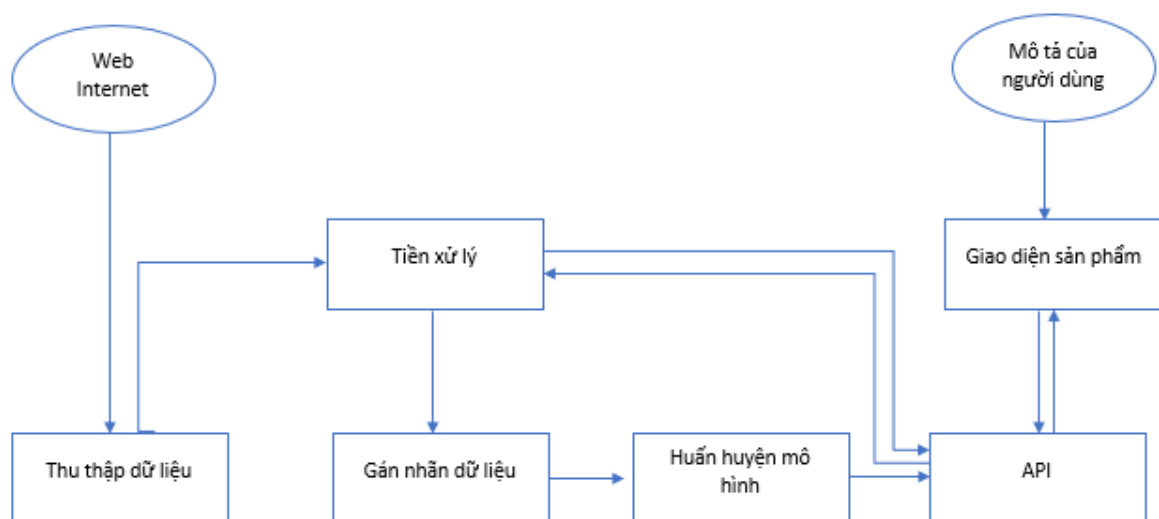 Web
Internet
Mô tả của
người dùng
Tiền xử lý
Giao diện sản phẩm
Thu thập dữ liệu
Gán nhãn dữ liệu
Huấn huyện mô
hình
API